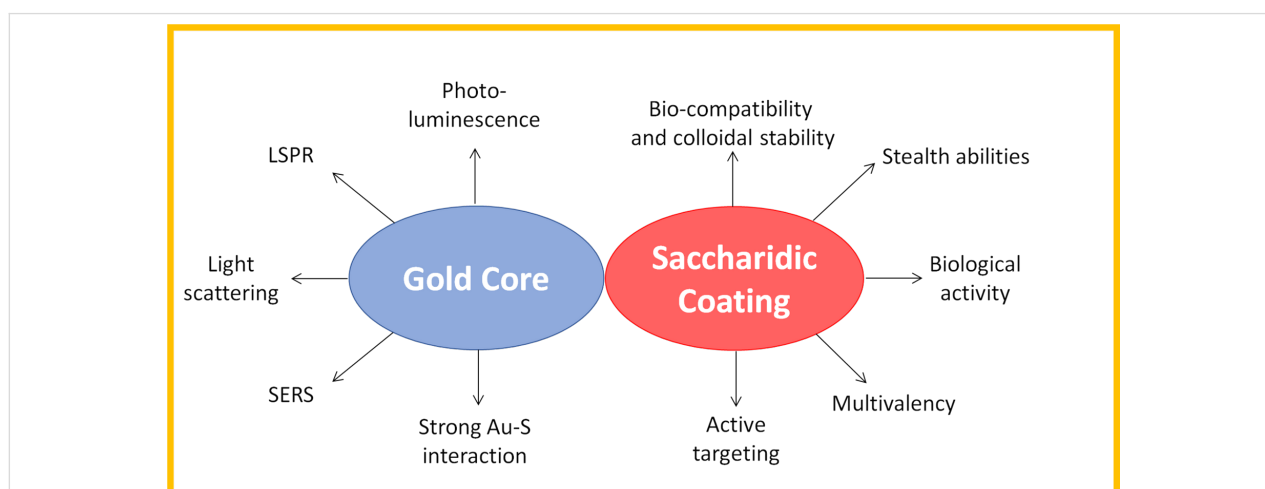 Photo-
luminescence
Bio-compatibility
and colloidal stability
LSPR
Stealth abilities
Light
scattering
Gold Core
Saccharidic
Coating
Biological
activity
SERS
Multivalency
Strong Au-S
interaction
Active
targeting